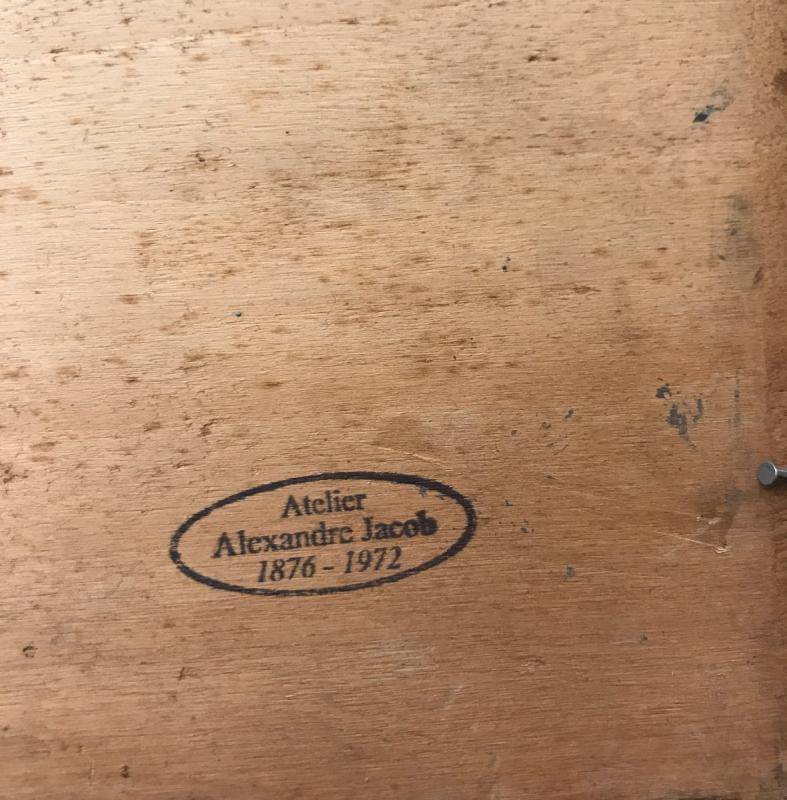 Atelier
Alexandre Jacob
1876 - 1972